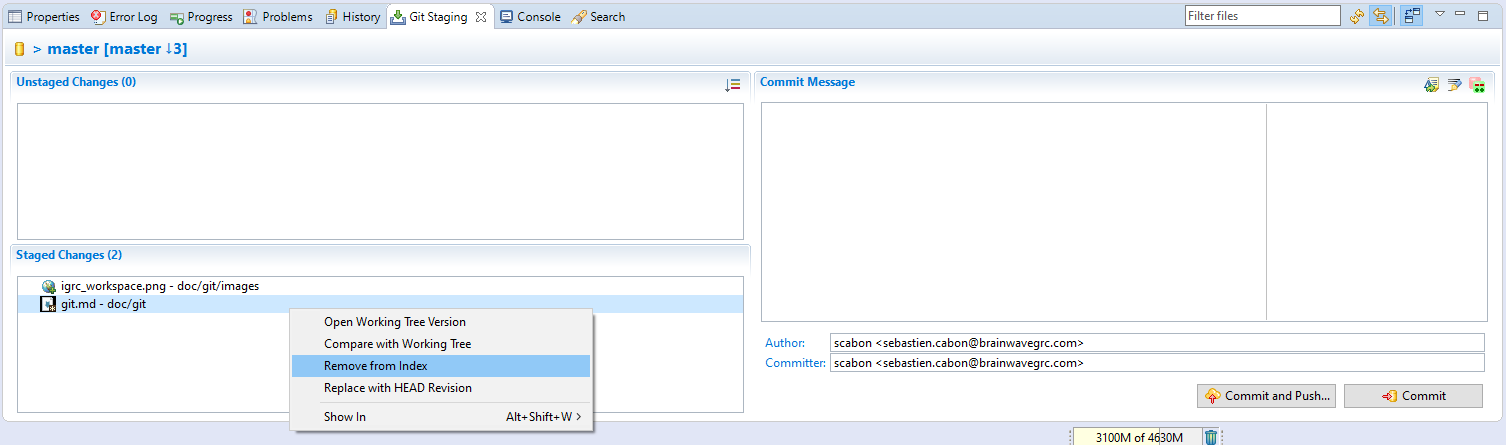 Properties Error Log Progress Problems History Git Staging Console Search Filter files
> master [master ↓3]
Unstaged Changes (0)
Staged Changes (2)
igrc_workspace.png - doc/git/images
git.md - doc/git
Open Working Tree Version
Compare with Working Tree
Remove from Index
Replace with HEAD Revision
Show In Alt+Shift+W >
Commit Message
Author: scabon <sebastien.cabon@brainwavegrc.com>
Committer: scabon <sebastien.cabon@brainwavegrc.com>
Commit and Push... Commit
3100M of 4630M